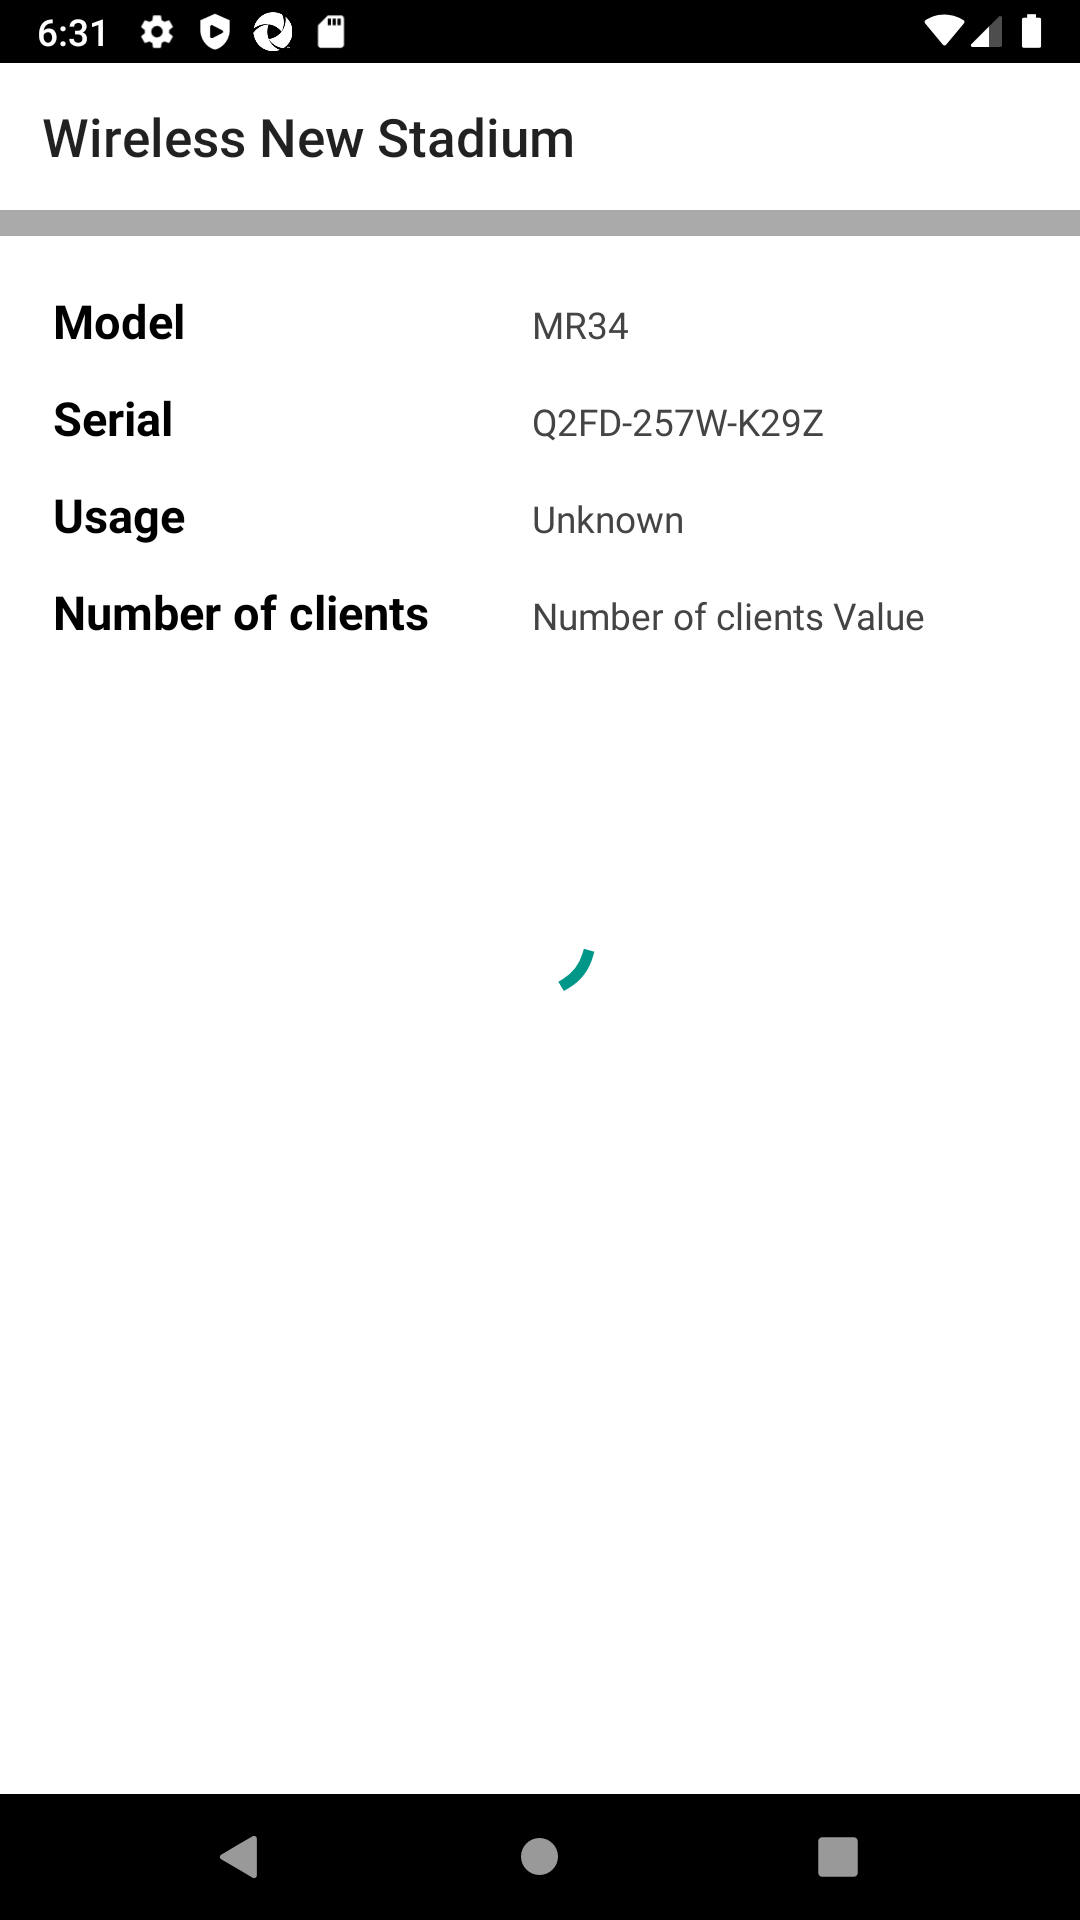 6:31
Wireless New Stadium
Model MR34
Serial Q2FD-257W-K29Z
Usage Unknown
Number of clients Number of clients Value